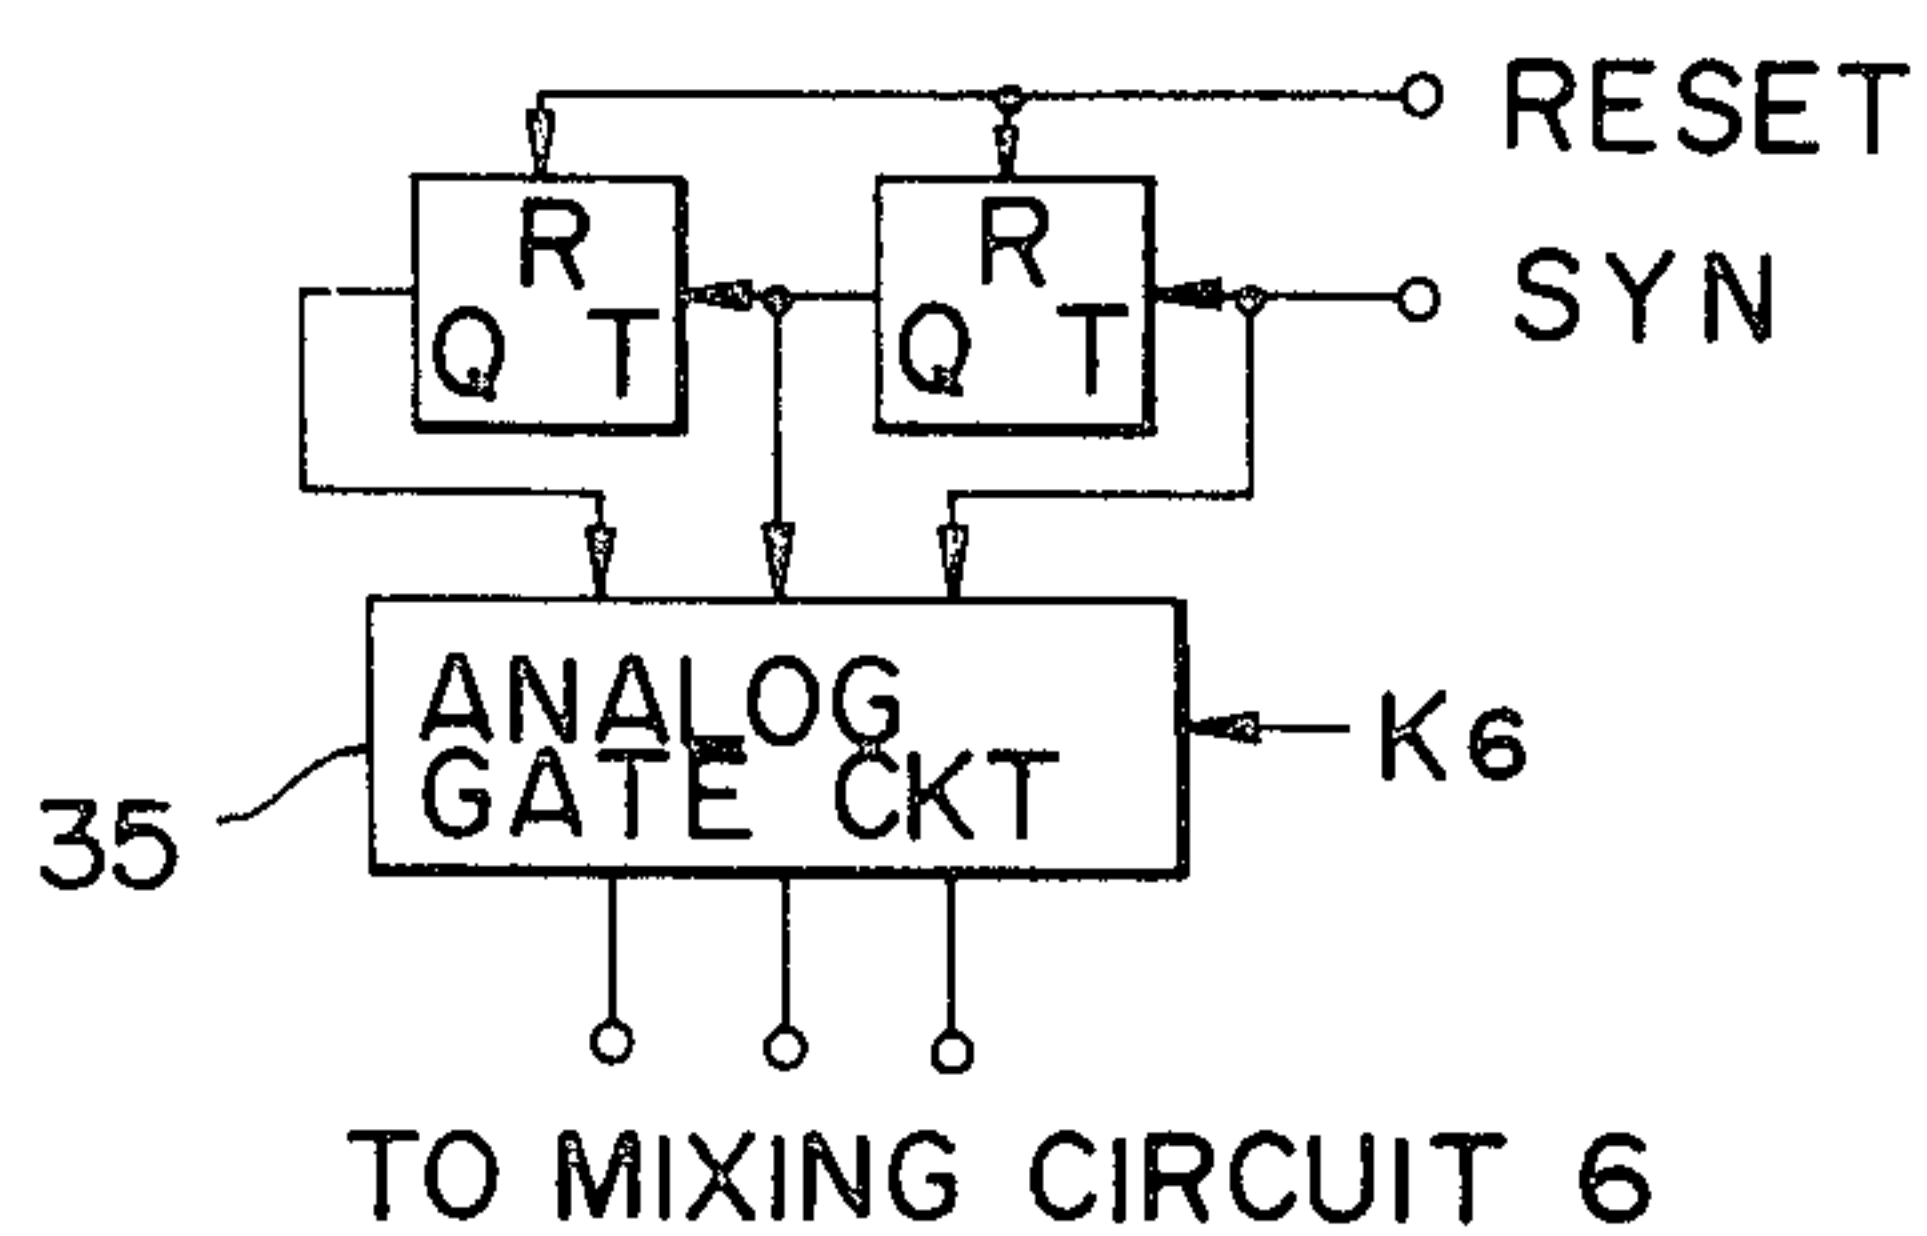 RESET
R
R
SYN
Q T
Q T
ANALOG
GATE CKT
K6
35
TO MIXING CIRCUIT 6